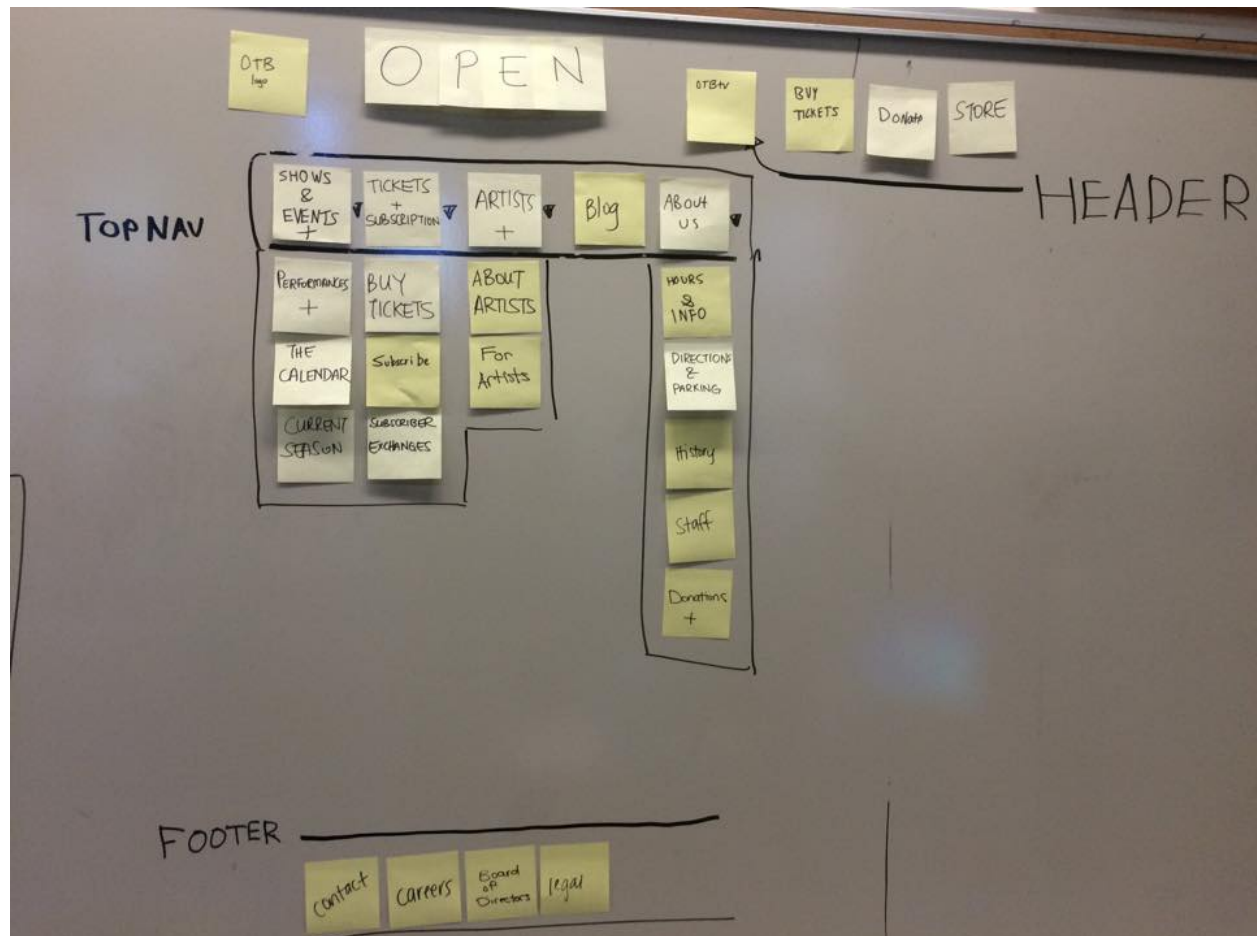 OTB
logo
OPEN
OTBtv
BUY
TICKETS
Donate
STORE
HEADER
TOP NAV
SHOWS
&
EVENTS
+
TICKETS
+
SUBSCRIPTION
ARTISTS
+
Blog
ABOUT
US
PERFORMANCES
+
THE
CALENDAR
CURRENT
SEASON
BUY
TICKETS
Subscribe
SUBSCRIBER
EXCHANGES
ABOUT
ARTISTS
For
Artists
HOURS
&
INFO
DIRECTIONS
&
PARKING
History
Staff
Donations
+
FOOTER
contact
careers
Board
of
Directors
legal